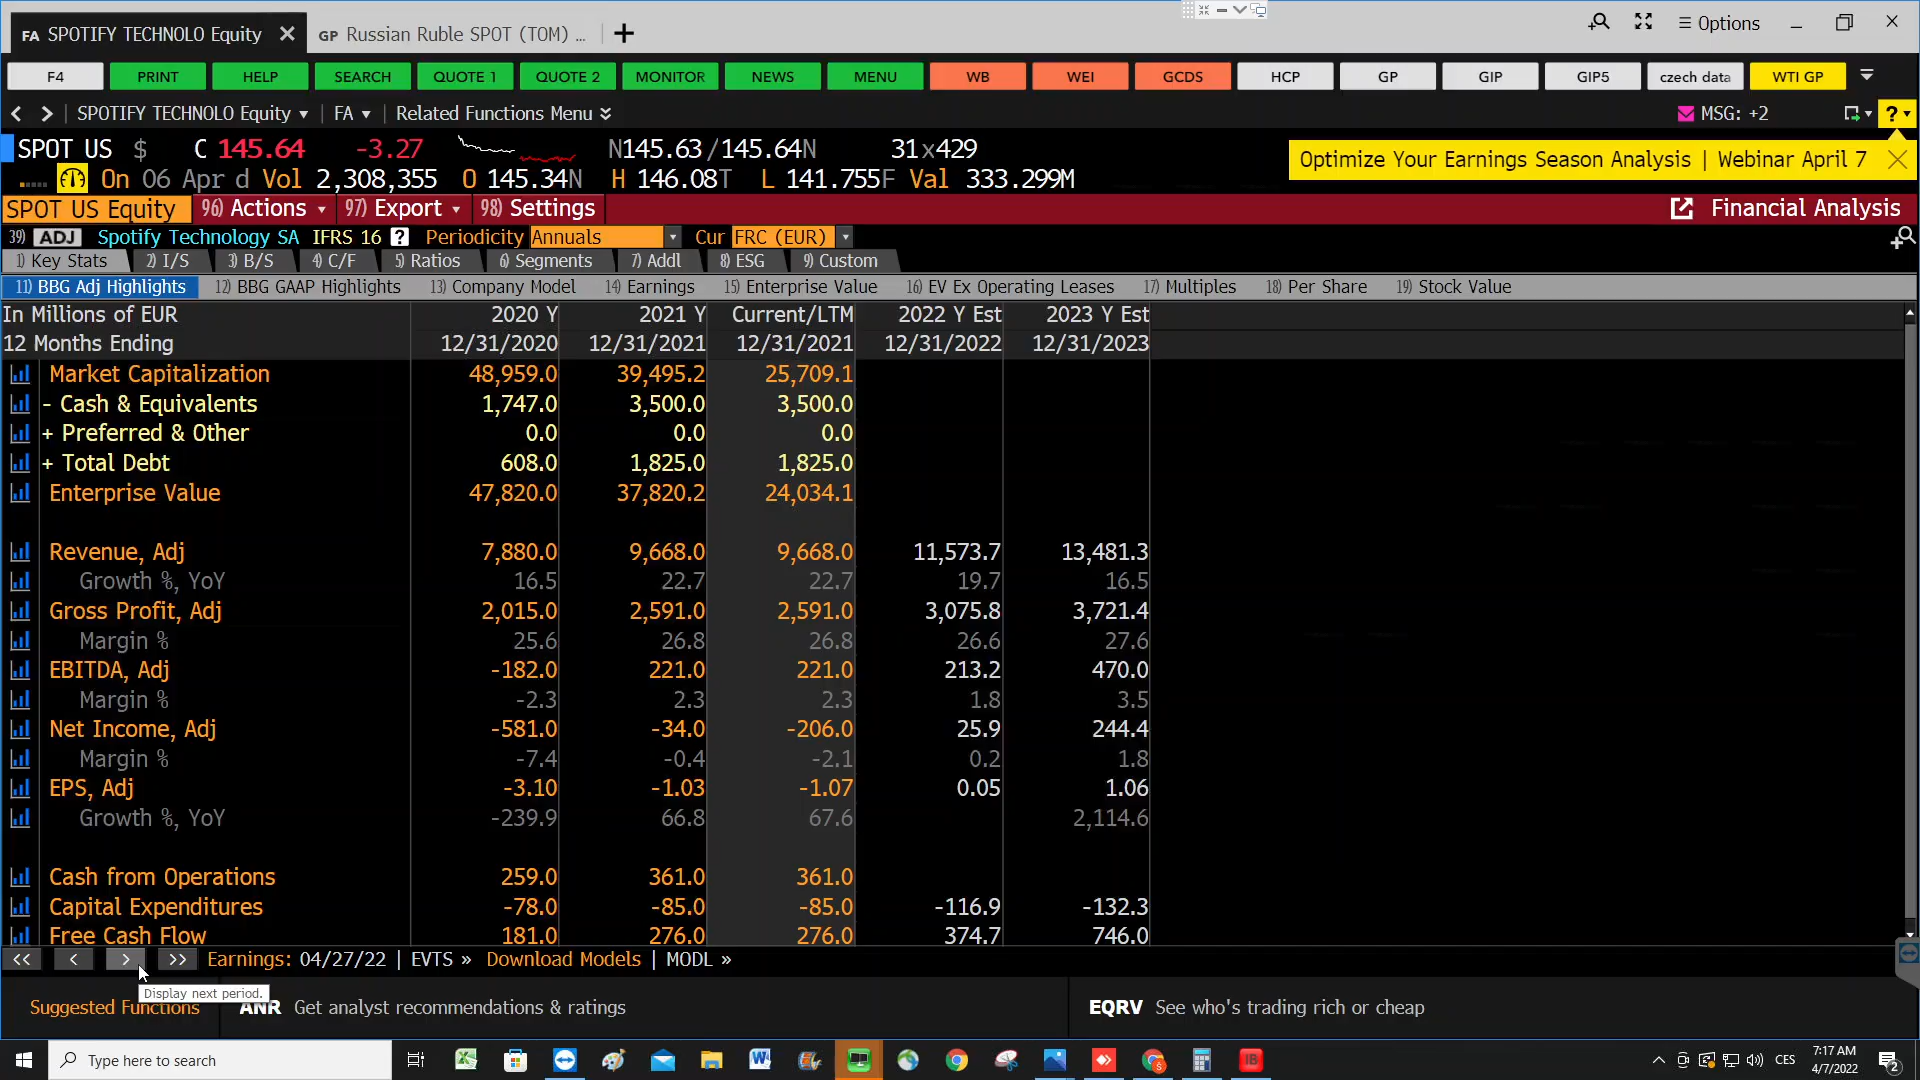 FA SPOTIFY TECHNOLO Equity × GP Russian Ruble SPOT (TOM) ... + Options
F4 PRINT HELP SEARCH QUOTE 1 QUOTE 2 MONITOR NEWS MENU WB WEI GCDS HCP GP GIP GIP5 czech data WTI GP
< > SPOTIFY TECHNOLO Equity FA Related Functions Menu MSG: +2 ?
SPOT US $ C 145.64 -3.27 N145.63/145.64N 31x429
Optimize Your Earnings Season Analysis | Webinar April 7
On 06 Apr d Vol 2,308,355 O 145.34N H 146.08T L 141.755F Val 333.299M
SPOT US Equity 96) Actions 97) Export 98) Settings Financial Analysis
39) ADJ Spotify Technology SA IFRS 16 ? Periodicity Annuals Cur FRC (EUR)
1) Key Stats 2) I/S 3) B/S 4) C/F 5) Ratios 6) Segments 7) Addl 8) ESG 9) Custom
11) BBG Adj Highlights 12) BBG GAAP Highlights 13) Company Model 14) Earnings 15) Enterprise Value 16) EV Ex Operating Leases 17) Multiples 18) Per Share 19) Stock Value
In Millions of EUR 2020 Y 2021 Y Current/LTM 2022 Y Est 2023 Y Est
12 Months Ending 12/31/2020 12/31/2021 12/31/2021 12/31/2022 12/31/2023
Market Capitalization 48,959.0 39,495.2 25,709.1
- Cash & Equivalents 1,747.0 3,500.0 3,500.0
+ Preferred & Other 0.0 0.0 0.0
+ Total Debt 608.0 1,825.0 1,825.0
Enterprise Value 47,820.0 37,820.2 24,034.1
Revenue, Adj 7,880.0 9,668.0 9,668.0 11,573.7 13,481.3
Growth %, YoY 16.5 22.7 22.7 19.7 16.5
Gross Profit, Adj 2,015.0 2,591.0 2,591.0 3,075.8 3,721.4
Margin % 25.6 26.8 26.8 26.6 27.6
EBITDA, Adj -182.0 221.0 221.0 213.2 470.0
Margin % -2.3 2.3 2.3 1.8 3.5
Net Income, Adj -581.0 -34.0 -206.0 25.9 244.4
Margin % -7.4 -0.4 -2.1 0.2 1.8
EPS, Adj -3.10 -1.03 -1.07 0.05 1.06
Growth %, YoY -239.9 66.8 67.6 2,114.6
Cash from Operations 259.0 361.0 361.0
Capital Expenditures -78.0 -85.0 -85.0 -116.9 -132.3
Free Cash Flow 181.0 276.0 276.0 374.7 746.0
<< < > >> Earnings: 04/27/22 | EVTS » Download Models | MODL »
Display next period.
Suggested Functions ANR Get analyst recommendations & ratings EQRV See who's trading rich or cheap
Type here to search CES 7:17 AM
4/7/2022 2